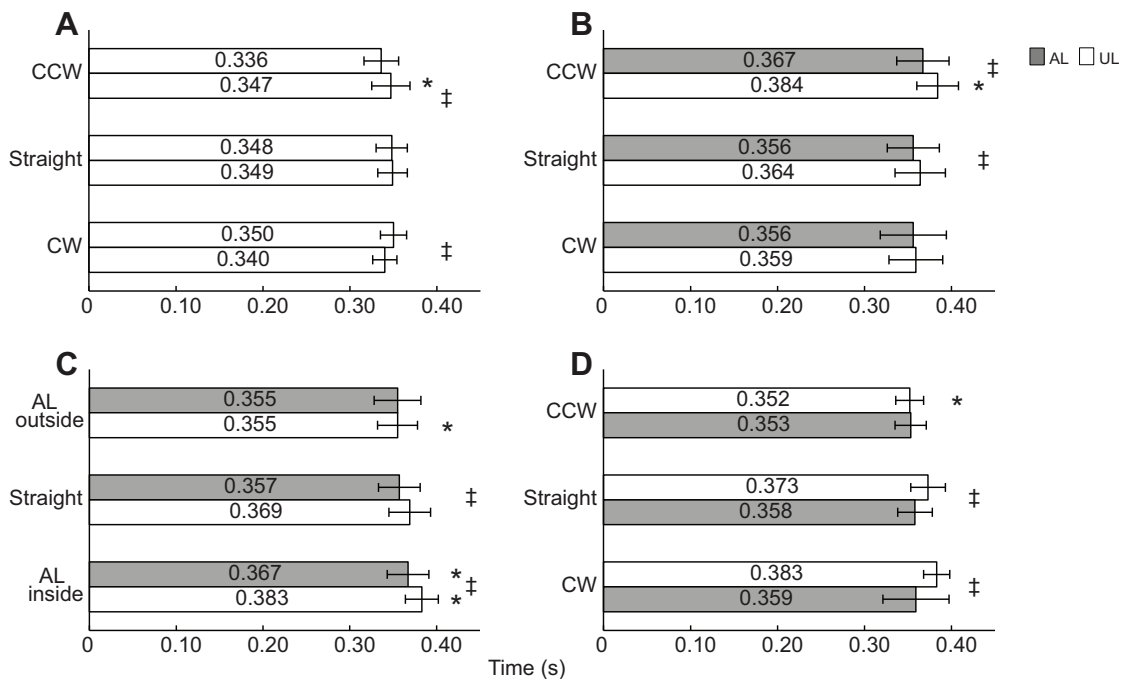 A
CCW
0.336
0.347
*
‡
Straight
0.348
0.349
CW
0.350
0.340
‡
0 0.10 0.20 0.30 0.40
B
AL UL
CCW
0.367
0.384
‡
*
Straight
0.356
0.364
‡
CW
0.356
0.359
0 0.10 0.20 0.30 0.40
C
AL
outside
0.355
0.355
*
Straight
0.357
0.369
‡
AL
inside
0.367
0.383
*
‡
*
0 0.10 0.20 0.30 0.40
D
CCW
0.352
0.353
*
Straight
0.373
0.358
‡
CW
0.383
0.359
‡
0 0.10 0.20 0.30 0.40
Time (s)